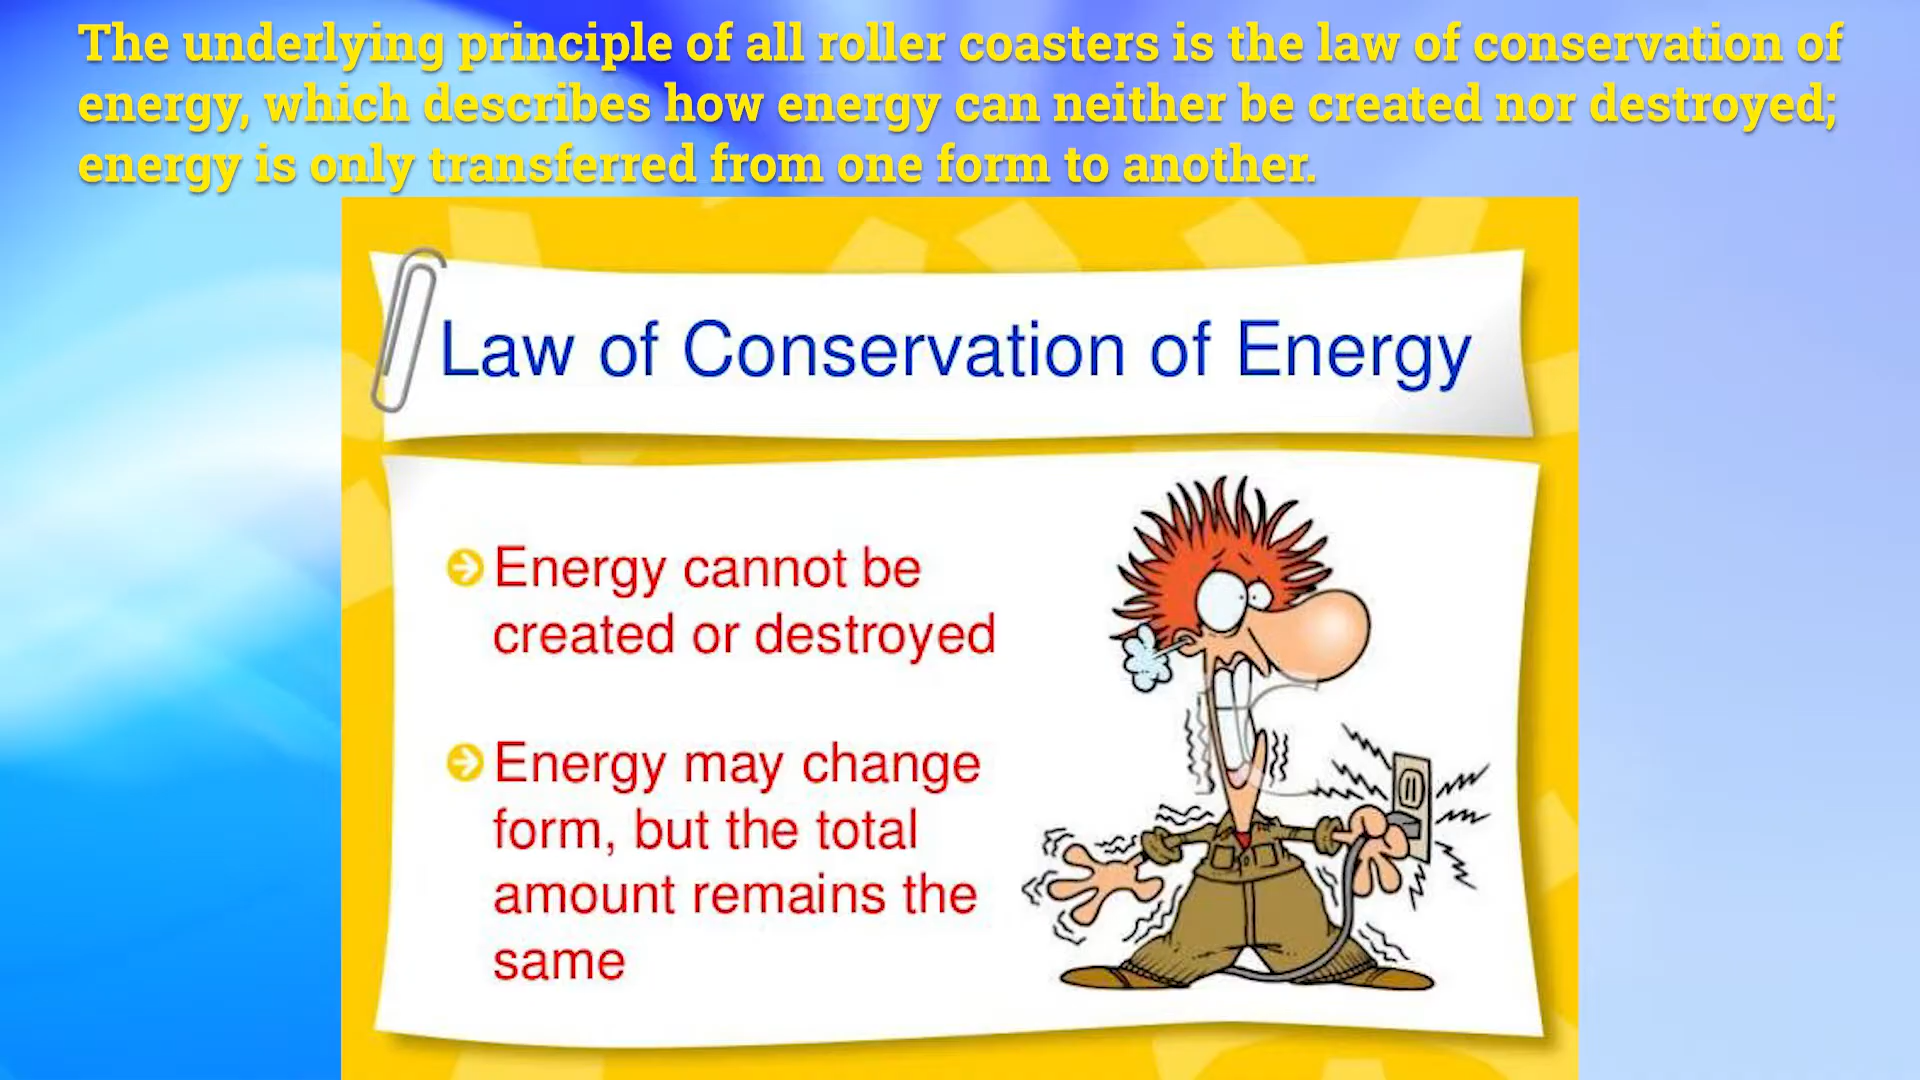 The underlying principle of all roller coasters is the law of conservation of
energy, which describes how energy can neither be created nor destroyed;
energy is only transferred from one form to another.
Law of Conservation of Energy
Energy cannot be
created or destroyed
Energy may change
form, but the total
amount remains the
same